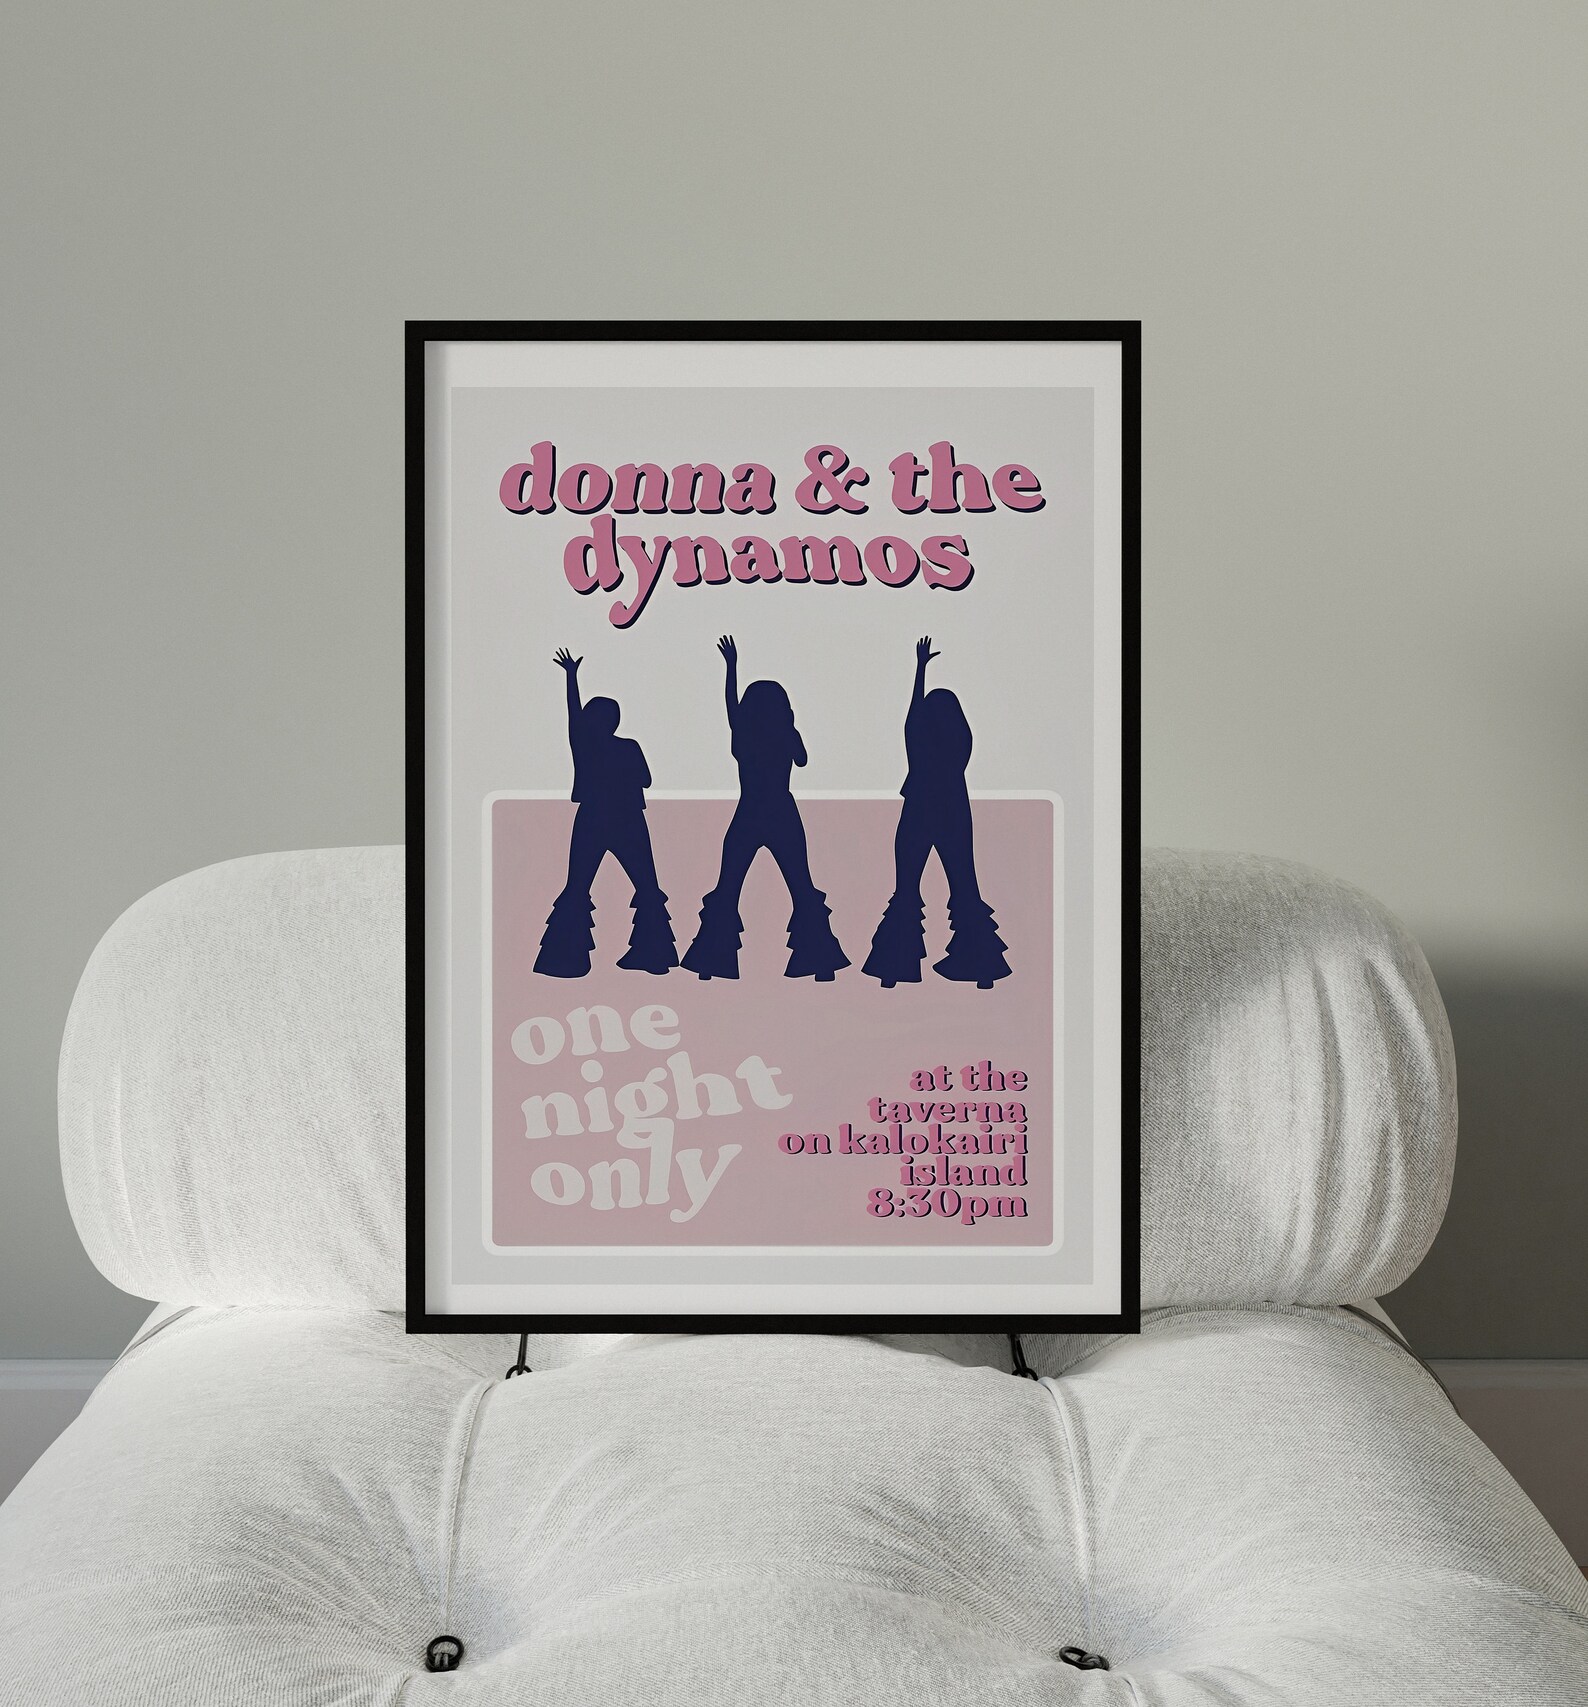 donna & the
dynamos
one
night
only
at the
taverna
on kalokairi
island
8:30pm